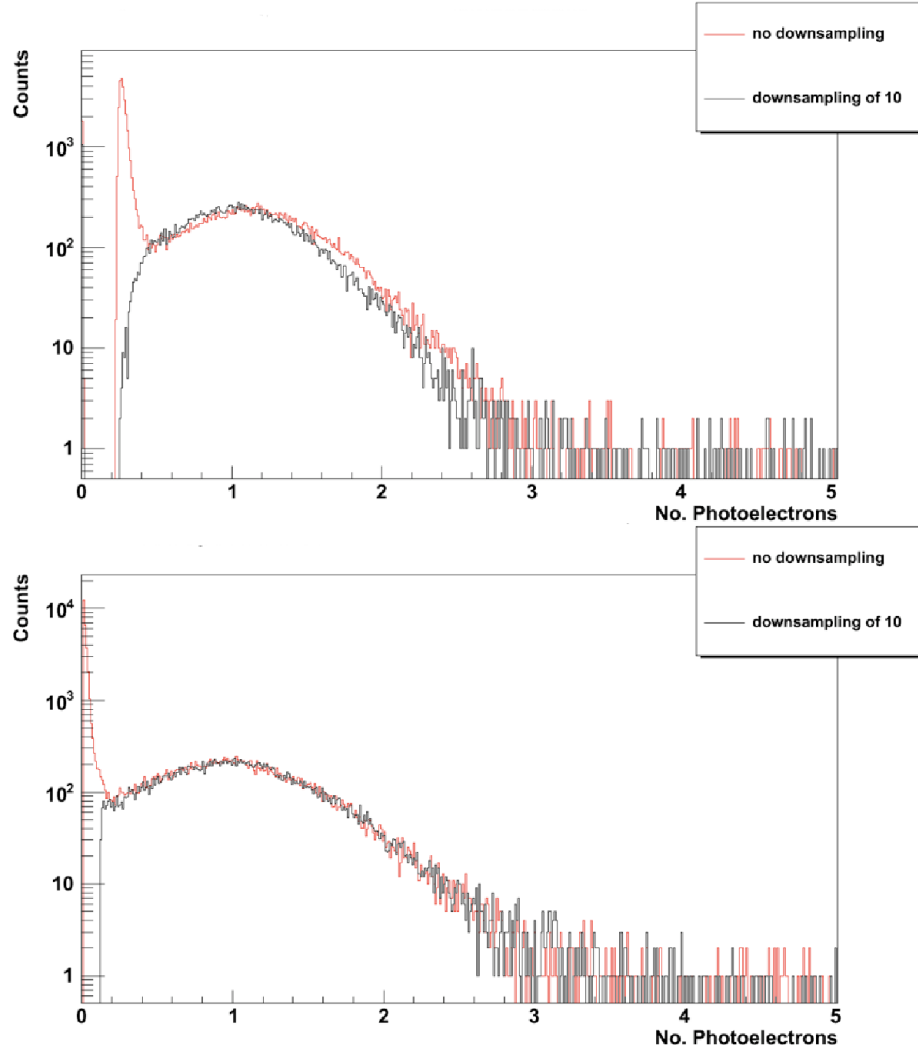 no downsampling
downsampling of 10
Counts
10³
10²
10
1
0 1 2 3 4 5
No. Photoelectrons
no downsampling
downsampling of 10
Counts
10⁴
10³
10²
10
1
0 1 2 3 4 5
No. Photoelectrons